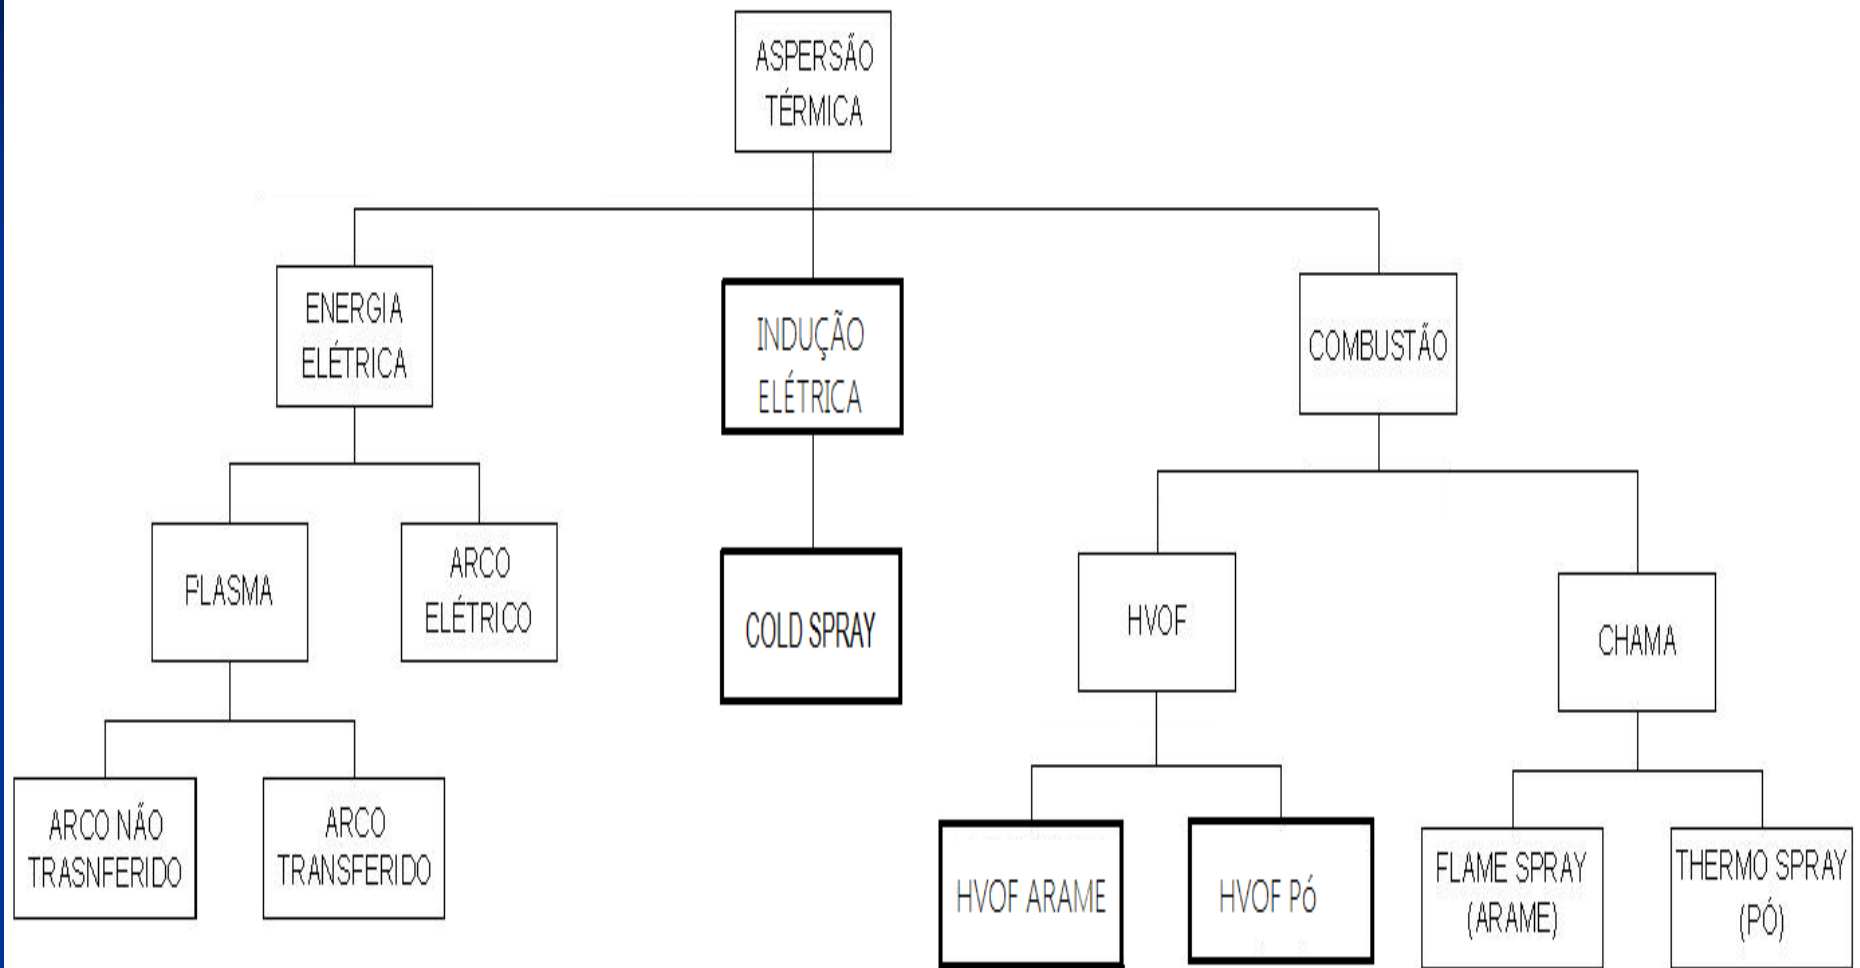 ASPERSÃO
TÉRMICA
ENERGIA
ELÉTRICA
INDUÇÃO
ELÉTRICA
COMBUSTÃO
PLASMA
ARCO
ELÉTRICO
COLD SPRAY
HVOF
CHAMA
ARCO NÃO
TRASNFERIDO
ARCO
TRANSFERIDO
HVOF ARAME
HVOF Pó
FLAME SPRAY
(ARAME)
THERMO SPRAY
(PÓ)